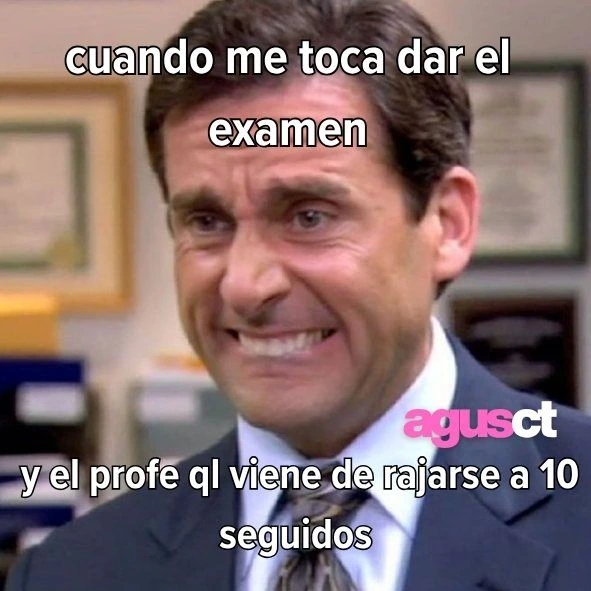 cuando me toca dar el
examen
agusct
y el profe ql viene de rajarse a 10
seguidos